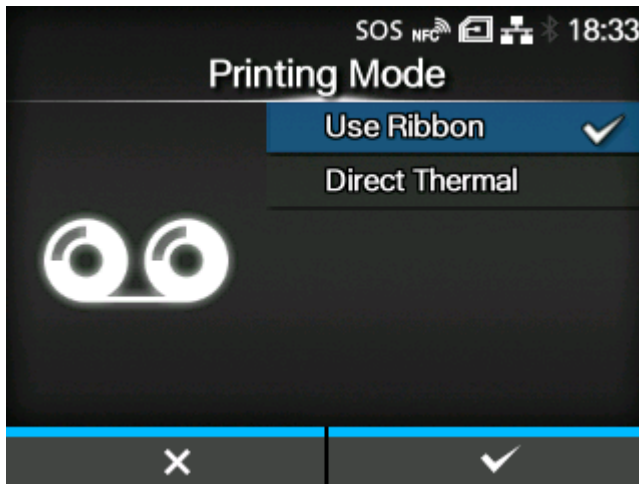 SOS NFC 18:33
Printing Mode
Use Ribbon
Direct Thermal